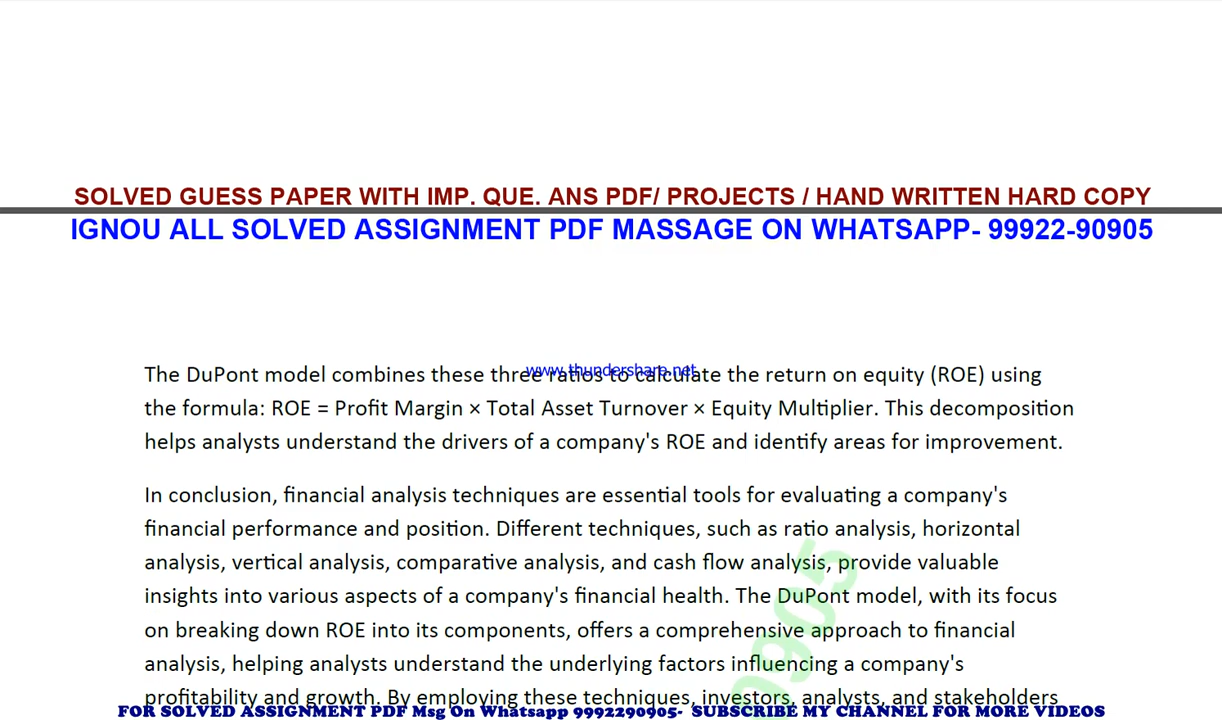 SOLVED GUESS PAPER WITH IMP. QUE. ANS PDF/ PROJECTS / HAND WRITTEN HARD COPY
IGNOU ALL SOLVED ASSIGNMENT PDF MASSAGE ON WHATSAPP- 99922-90905
www.thundershare.net
The DuPont model combines these three ratios to calculate the return on equity (ROE) using
the formula: ROE = Profit Margin × Total Asset Turnover × Equity Multiplier. This decomposition
helps analysts understand the drivers of a company's ROE and identify areas for improvement.
In conclusion, financial analysis techniques are essential tools for evaluating a company's
financial performance and position. Different techniques, such as ratio analysis, horizontal
analysis, vertical analysis, comparative analysis, and cash flow analysis, provide valuable
insights into various aspects of a company's financial health. The DuPont model, with its focus
on breaking down ROE into its components, offers a comprehensive approach to financial
analysis, helping analysts understand the underlying factors influencing a company's
profitability and growth. By employing these techniques, investors, analysts, and stakeholders
0905
FOR SOLVED ASSIGNMENT PDF Msg On Whatsapp 9992290905- SUBSCRIBE MY CHANNEL FOR MORE VIDEOS